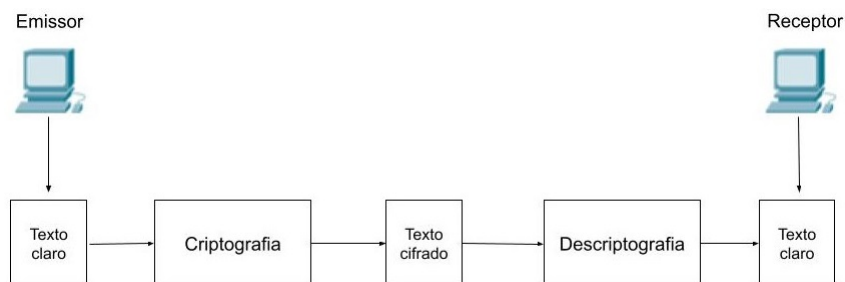 Emissor
Receptor
Texto
claro
Criptografia
Texto
cifrado
Descriptografia
Texto
claro